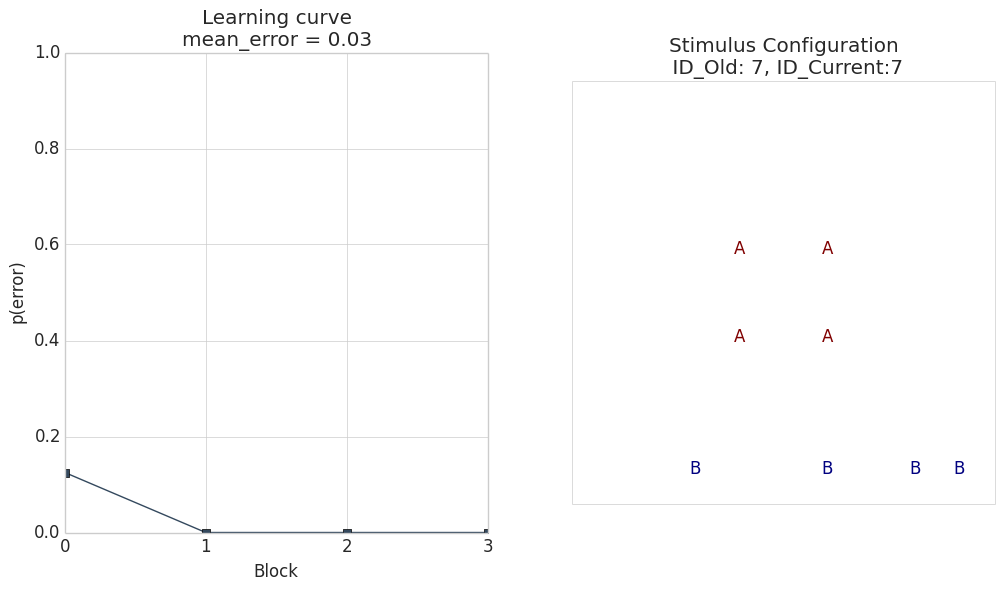 Learning curve
mean_error = 0.03
1.0
0.8
0.6
0.4
0.2
0.0
p(error)
0 1 2 3
Block
Stimulus Configuration
ID_Old: 7, ID_Current:7
A A
A A
B B B B